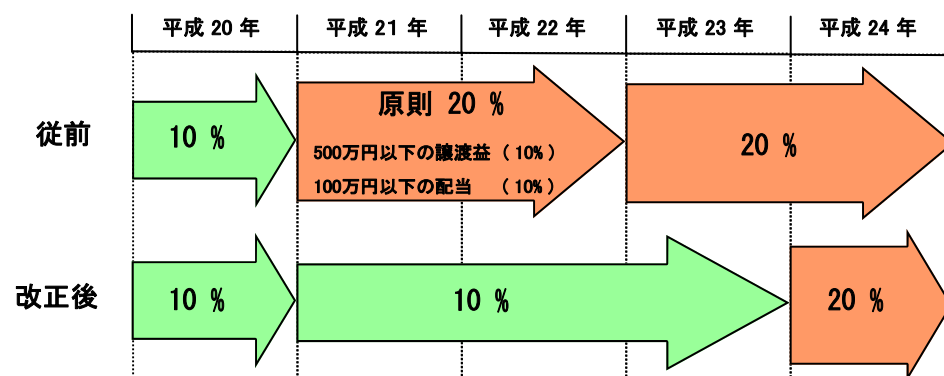 平成 20 年 平成 21 年 平成 22 年 平成 23 年 平成 24 年
従前
10 %
原則 20 %
500万円以下の譲渡益 ( 10% )
100万円以下の配当 ( 10% )
20 %
改正後
10 %
10 %
20 %